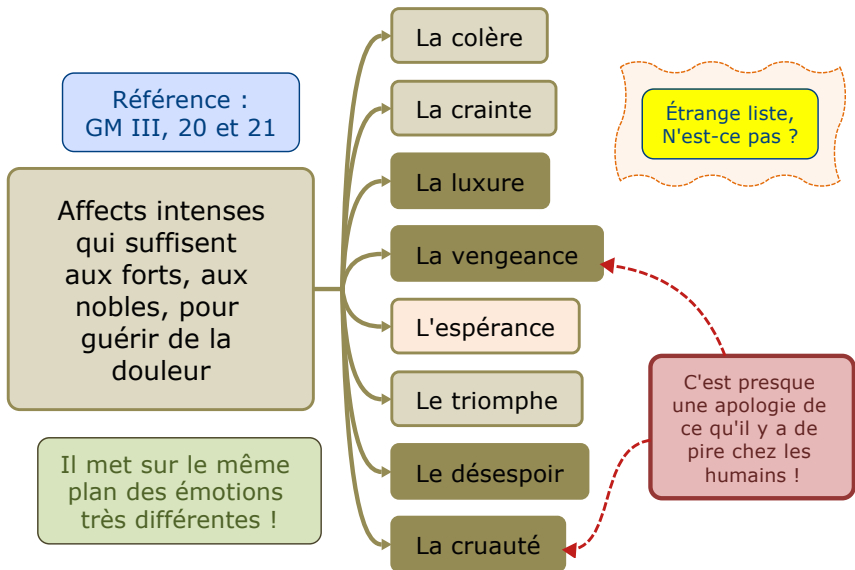 Référence :
GM III, 20 et 21
Affects intenses
qui suffisent
aux forts, aux
nobles, pour
guérir de la
douleur
Il met sur le même
plan des émotions
très différentes !
La colère
La crainte
La luxure
La vengeance
L'espérance
Le triomphe
Le désespoir
La cruauté
Étrange liste,
N'est-ce pas ?
C'est presque
une apologie de
ce qu'il y a de
pire chez les
humains !